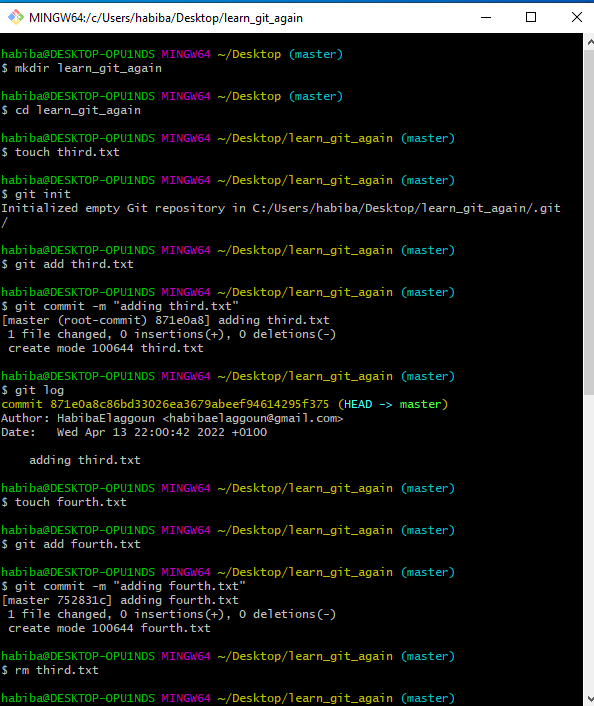 MINGW64:/c/Users/habiba/Desktop/learn_git_again
habiba@DESKTOP-OPU1NDS MINGW64 ~/Desktop (master)
$ mkdir learn_git_again
habiba@DESKTOP-OPU1NDS MINGW64 ~/Desktop (master)
$ cd learn_git_again
habiba@DESKTOP-OPU1NDS MINGW64 ~/Desktop/learn_git_again (master)
$ touch third.txt
habiba@DESKTOP-OPU1NDS MINGW64 ~/Desktop/learn_git_again (master)
$ git init
Initialized empty Git repository in C:/Users/habiba/Desktop/learn_git_again/.git
/
habiba@DESKTOP-OPU1NDS MINGW64 ~/Desktop/learn_git_again (master)
$ git add third.txt
habiba@DESKTOP-OPU1NDS MINGW64 ~/Desktop/learn_git_again (master)
$ git commit -m "adding third.txt"
[master (root-commit) 871e0a8] adding third.txt
 1 file changed, 0 insertions(+), 0 deletions(-)
 create mode 100644 third.txt
habiba@DESKTOP-OPU1NDS MINGW64 ~/Desktop/learn_git_again (master)
$ git log
commit 871e0a8c86bd33026ea3679abeef94614295f375 (HEAD -> master)
Author: HabibaElaggoun <habibaelaggoun@gmail.com>
Date:   Wed Apr 13 22:00:42 2022 +0100
    adding third.txt
habiba@DESKTOP-OPU1NDS MINGW64 ~/Desktop/learn_git_again (master)
$ touch fourth.txt
habiba@DESKTOP-OPU1NDS MINGW64 ~/Desktop/learn_git_again (master)
$ git add fourth.txt
habiba@DESKTOP-OPU1NDS MINGW64 ~/Desktop/learn_git_again (master)
$ git commit -m "adding fourth.txt"
[master 752831c] adding fourth.txt
 1 file changed, 0 insertions(+), 0 deletions(-)
 create mode 100644 fourth.txt
habiba@DESKTOP-OPU1NDS MINGW64 ~/Desktop/learn_git_again (master)
$ rm third.txt
habiba@DESKTOP-OPU1NDS MINGW64 ~/Desktop/learn_git_again (master)